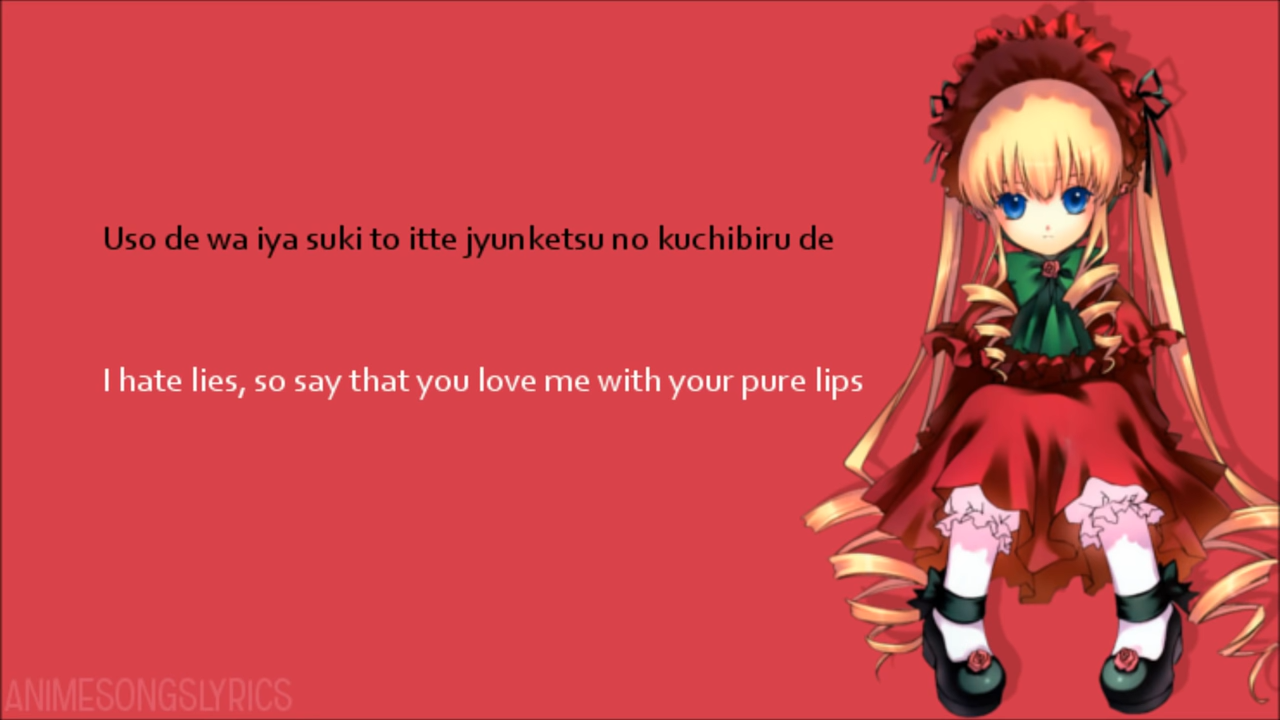 Uso de wa iya suki to itte jyunketsu no kuchibiru de
I hate lies, so say that you love me with your pure lips
ANIMESONGSLYRICS